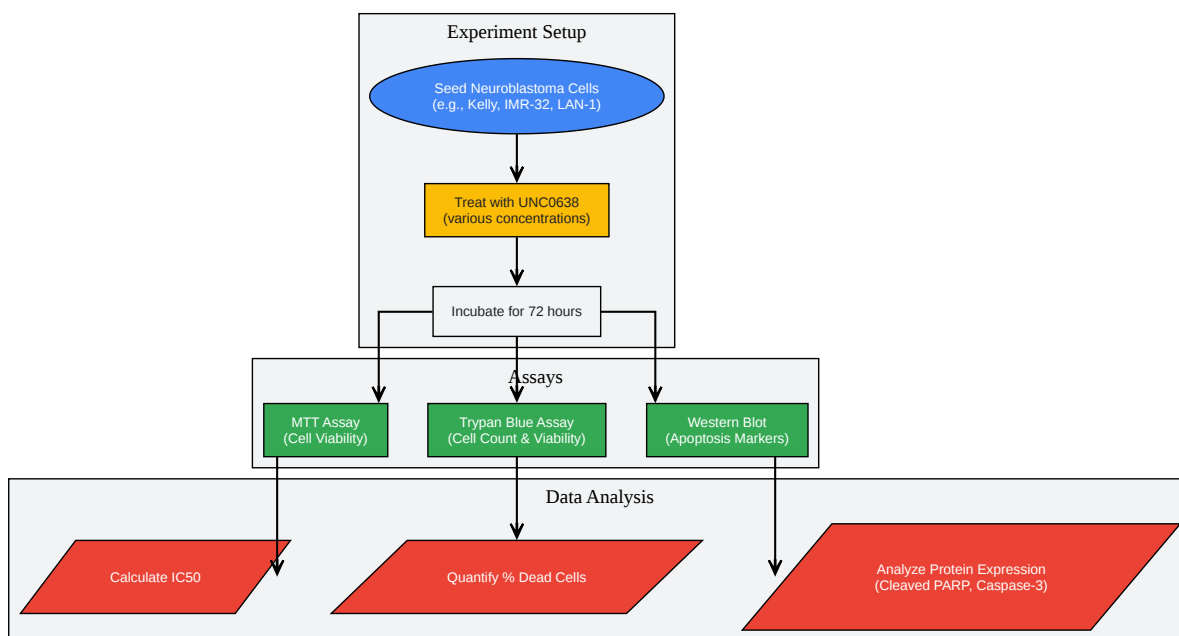 Experiment Setup
Seed Neuroblastoma Cells
(e.g., Kelly, IMR-32, LAN-1)
Treat with UNC0638
(various concentrations)
Incubate for 72 hours
Assays
MTT Assay
(Cell Viability)
Trypan Blue Assay
(Cell Count & Viability)
Western Blot
(Apoptosis Markers)
Data Analysis
Calculate IC50
Quantify % Dead Cells
Analyze Protein Expression
(Cleaved PARP, Caspase-3)